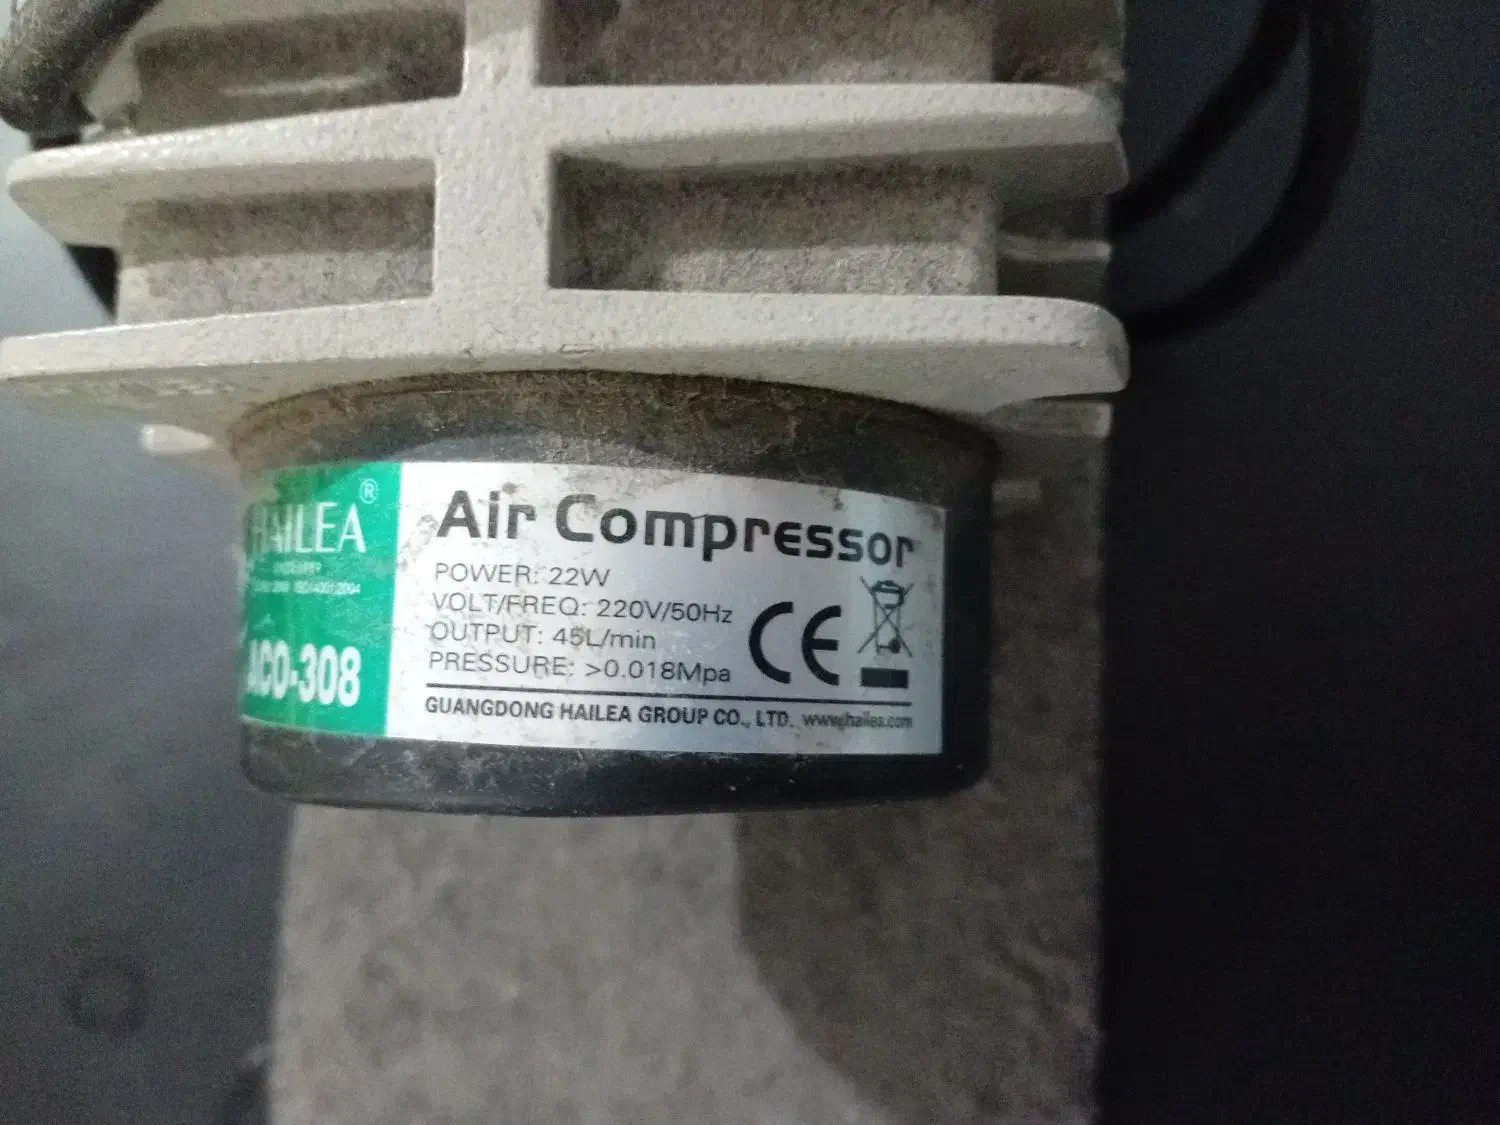 HAILEA®
ACO-308
Air Compressor
POWER: 22W
VOLT/FREQ: 220V/50Hz
OUTPUT: 45L/min
PRESSURE: >0.018Mpa
CE
GUANGDONG HAILEA GROUP CO., LTD. www.hailea.com